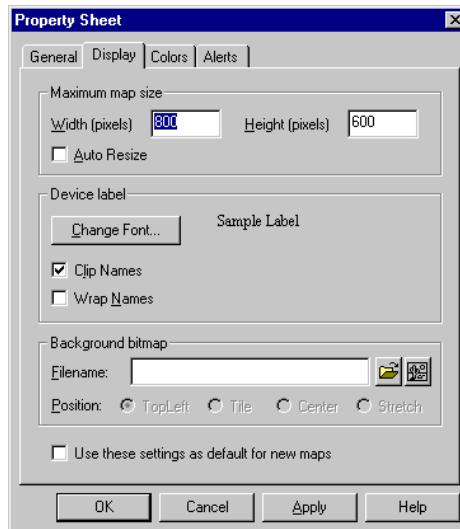 Property Sheet
General Display Colors Alerts
Maximum map size
Width (pixels) 800 Height (pixels) 600
Auto Resize
Device label
Change Font... Sample Label
Clip Names
Wrap Names
Background bitmap
Filename:
Position: TopLeft Tile Center Stretch
Use these settings as default for new maps
OK Cancel Apply Help